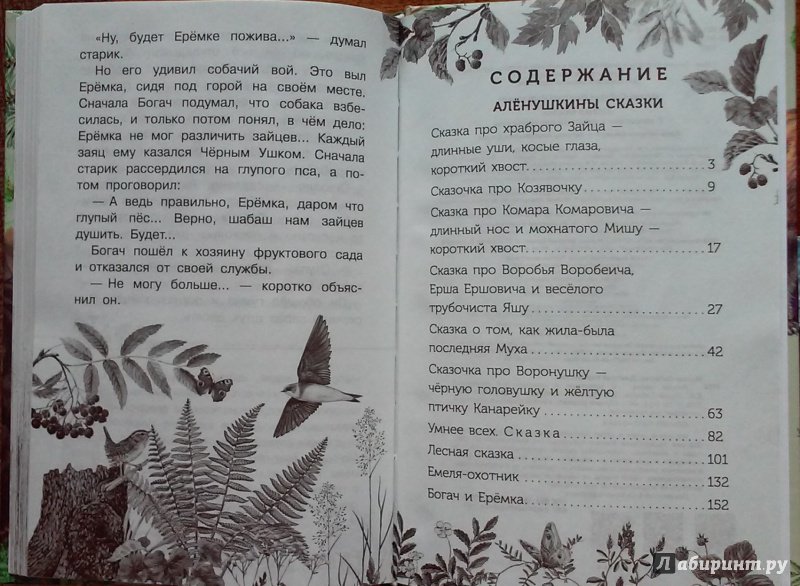 «Ну, будет Ерёмке пожива...» — думал
старик.
Но его удивил собачий вой. Это выл
Ерёмка, сидя под горой на своём месте.
Сначала Богач подумал, что собака взбе-
силась, и только потом понял, в чём дело:
Ерёмка не мог различить зайцев... Каждый
заяц ему казался Чёрным Ушком. Сначала
старик рассердился на глупого пса, а по-
том проговорил:
— А ведь правильно, Ерёмка, даром что
глупый пёс... Верно, шабаш нам зайцев
душить. Будет...
Богач пошёл к хозяину фруктового сада
и отказался от своей службы.
— Не могу больше... — коротко объяс-
нил он.
СОДЕРЖАНИЕ
АЛЁНУШКИНЫ СКАЗКИ
Сказка про храброго Зайца —
длинные уши, косые глаза,
короткий хвост. 3
Сказочка про Козявочку 9
Сказка про Комара Комаровича —
длинный нос и мохнатого Мишу —
короткий хвост. 17
Сказка про Воробья Воробеича,
Ерша Ершовича и весёлого
трубочиста Яшу 27
Сказка о том, как жила-была
последняя Муха 42
Сказочка про Воронушку —
чёрную головушку и жёлтую
птичку Канарейку 63
Умнее всех. Сказка 82
Лесная сказка 101
Емеля-охотник 132
Богач и Ерёмка 152
Лабиринт.ру